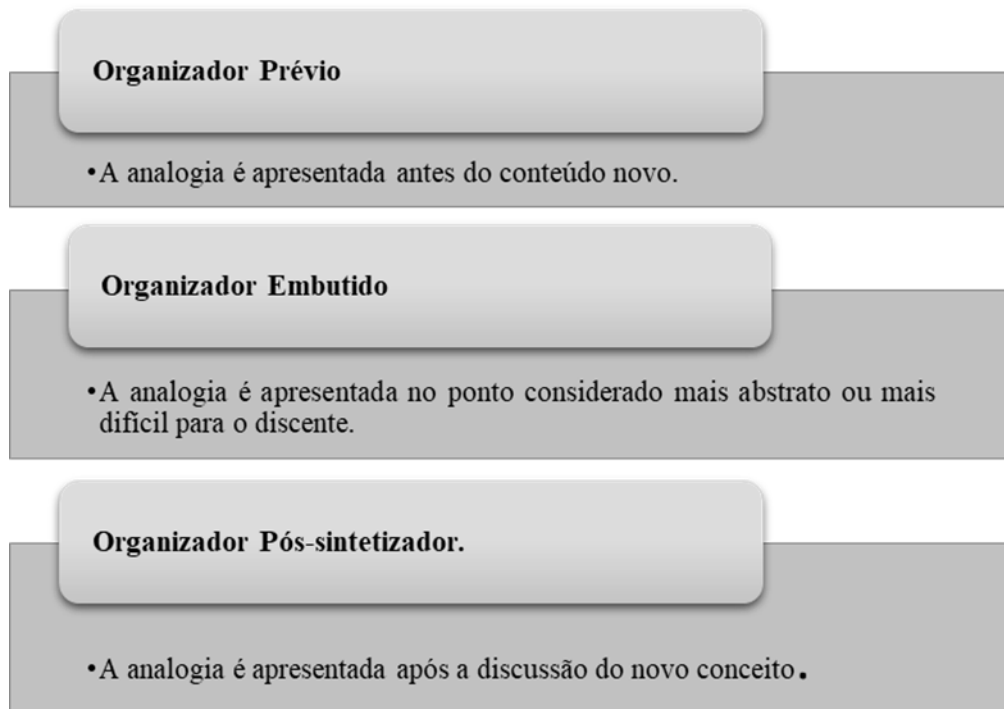 Organizador Prévio
•A analogia é apresentada antes do conteúdo novo.
Organizador Embutido
•A analogia é apresentada no ponto considerado mais abstrato ou mais
difícil para o discente.
Organizador Pós-sintetizador.
•A analogia é apresentada após a discussão do novo conceito.